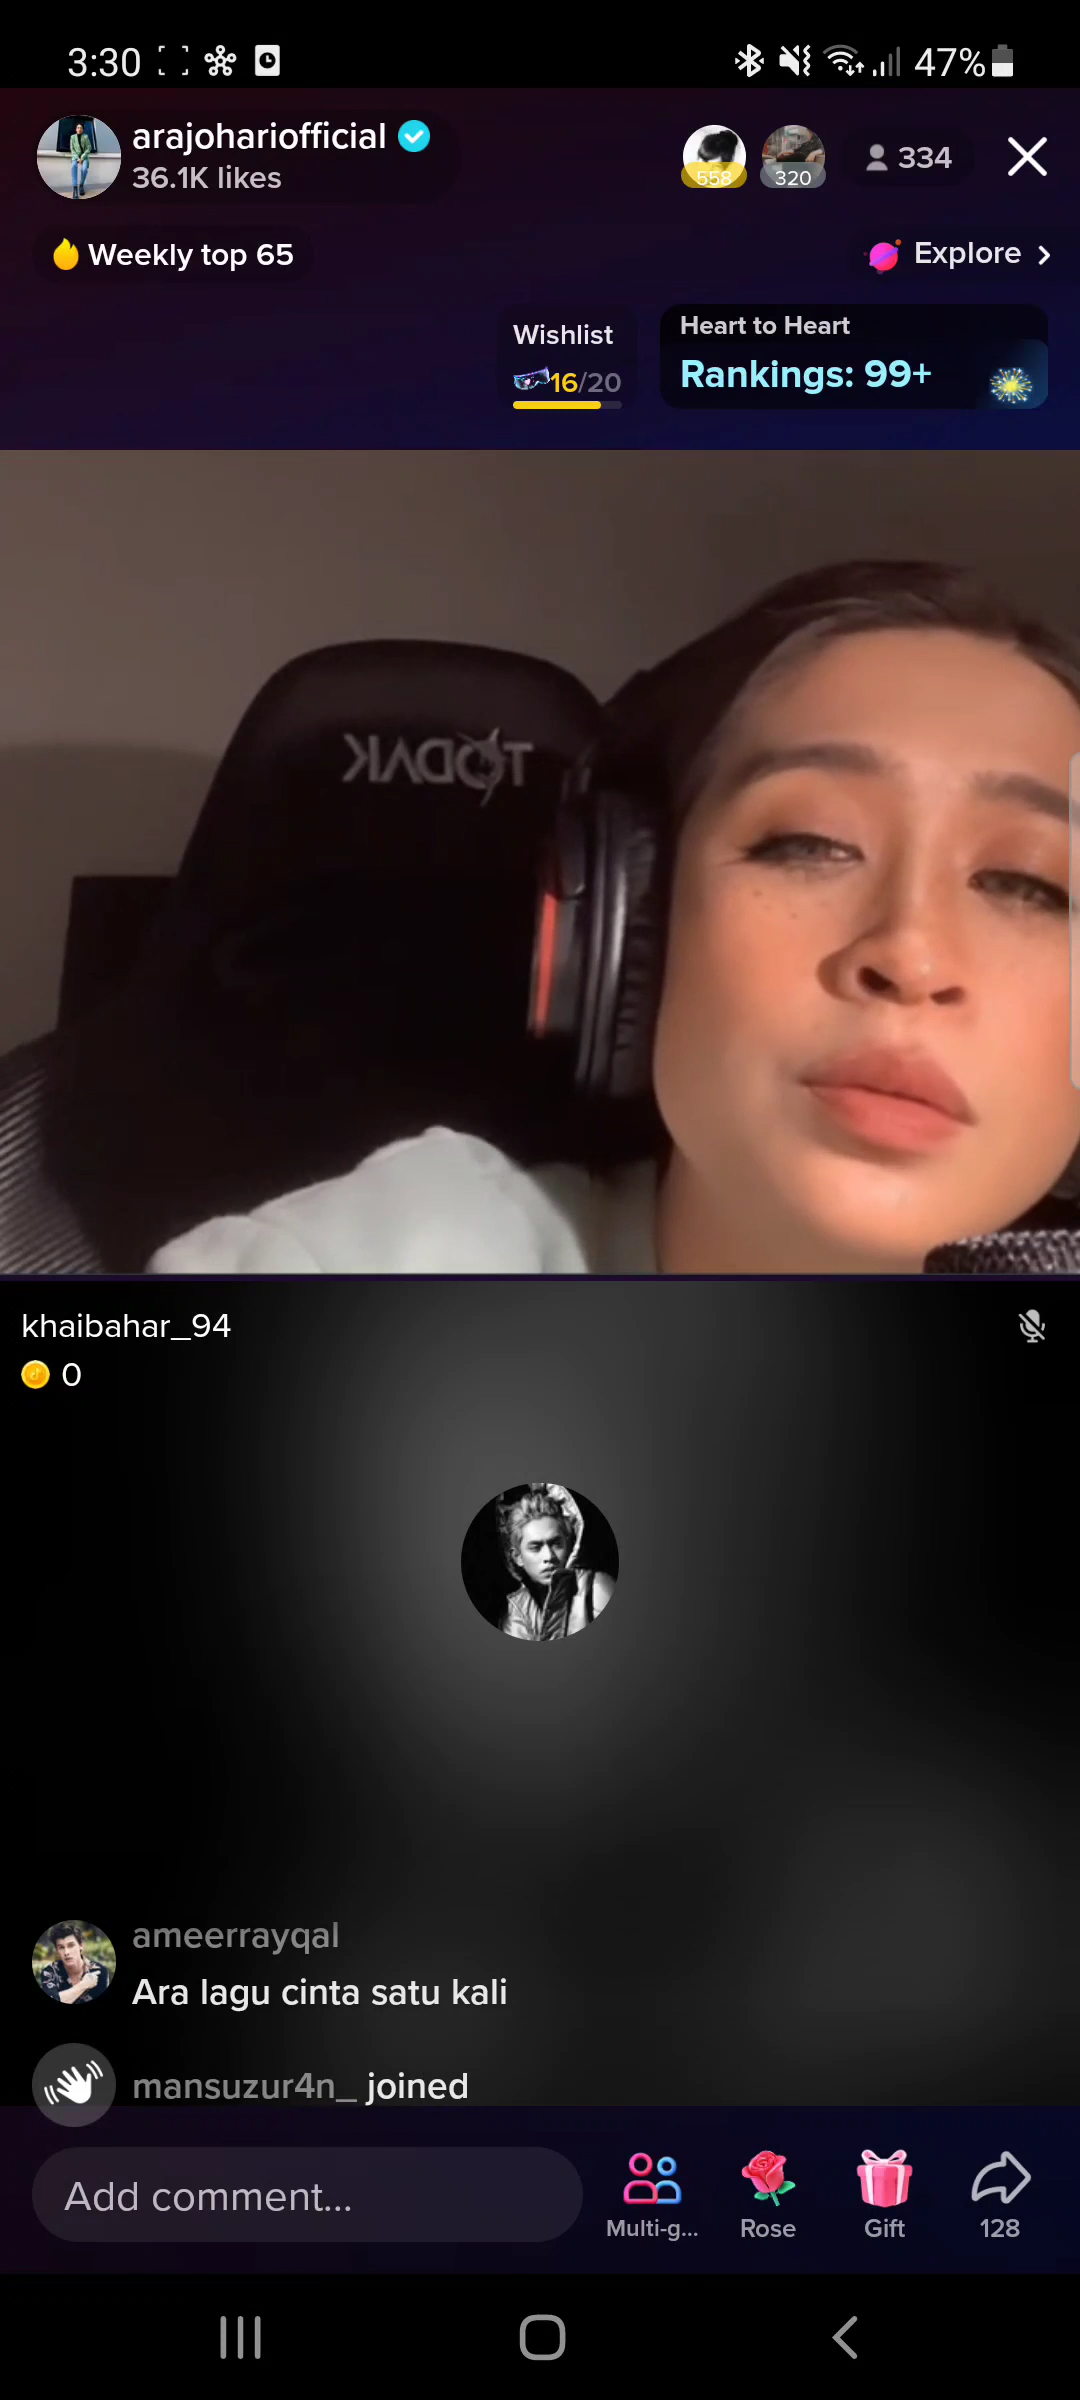 3:30
47%
arajohariofficial
36.1K likes
558
320
334
Weekly top 65
Explore
Wishlist
16/20
Heart to Heart
Rankings: 99+
TODAK
khaibahar_94
0
ameerrayqal
Ara lagu cinta satu kali
mansuzur4n_ joined
Add comment...
Multi-g...
Rose
Gift
128